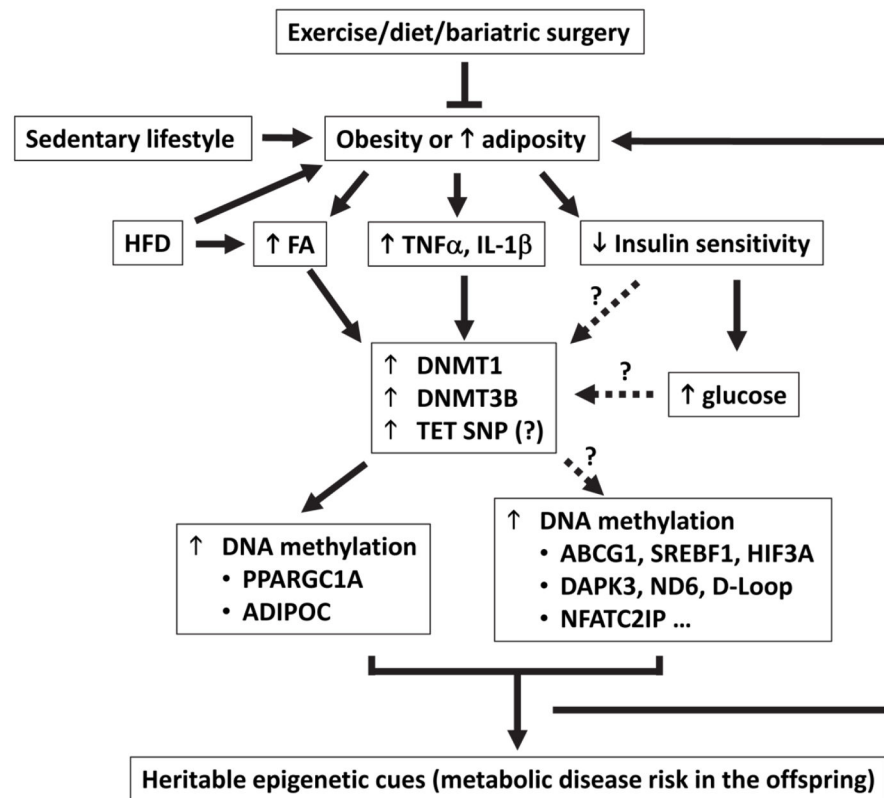 Exercise/diet/bariatric surgery
Sedentary lifestyle
Obesity or ↑ adiposity
HFD
↑ FA
↑ TNFα, IL-1β
↓ Insulin sensitivity
?
?
↑ glucose
↑ DNMT1
↑ DNMT3B
↑ TET SNP (?)
?
↑ DNA methylation
• PPARGC1A
• ADIPOC
↑ DNA methylation
• ABCG1, SREBF1, HIF3A
• DAPK3, ND6, D-Loop
• NFATC2IP ...
Heritable epigenetic cues (metabolic disease risk in the offspring)